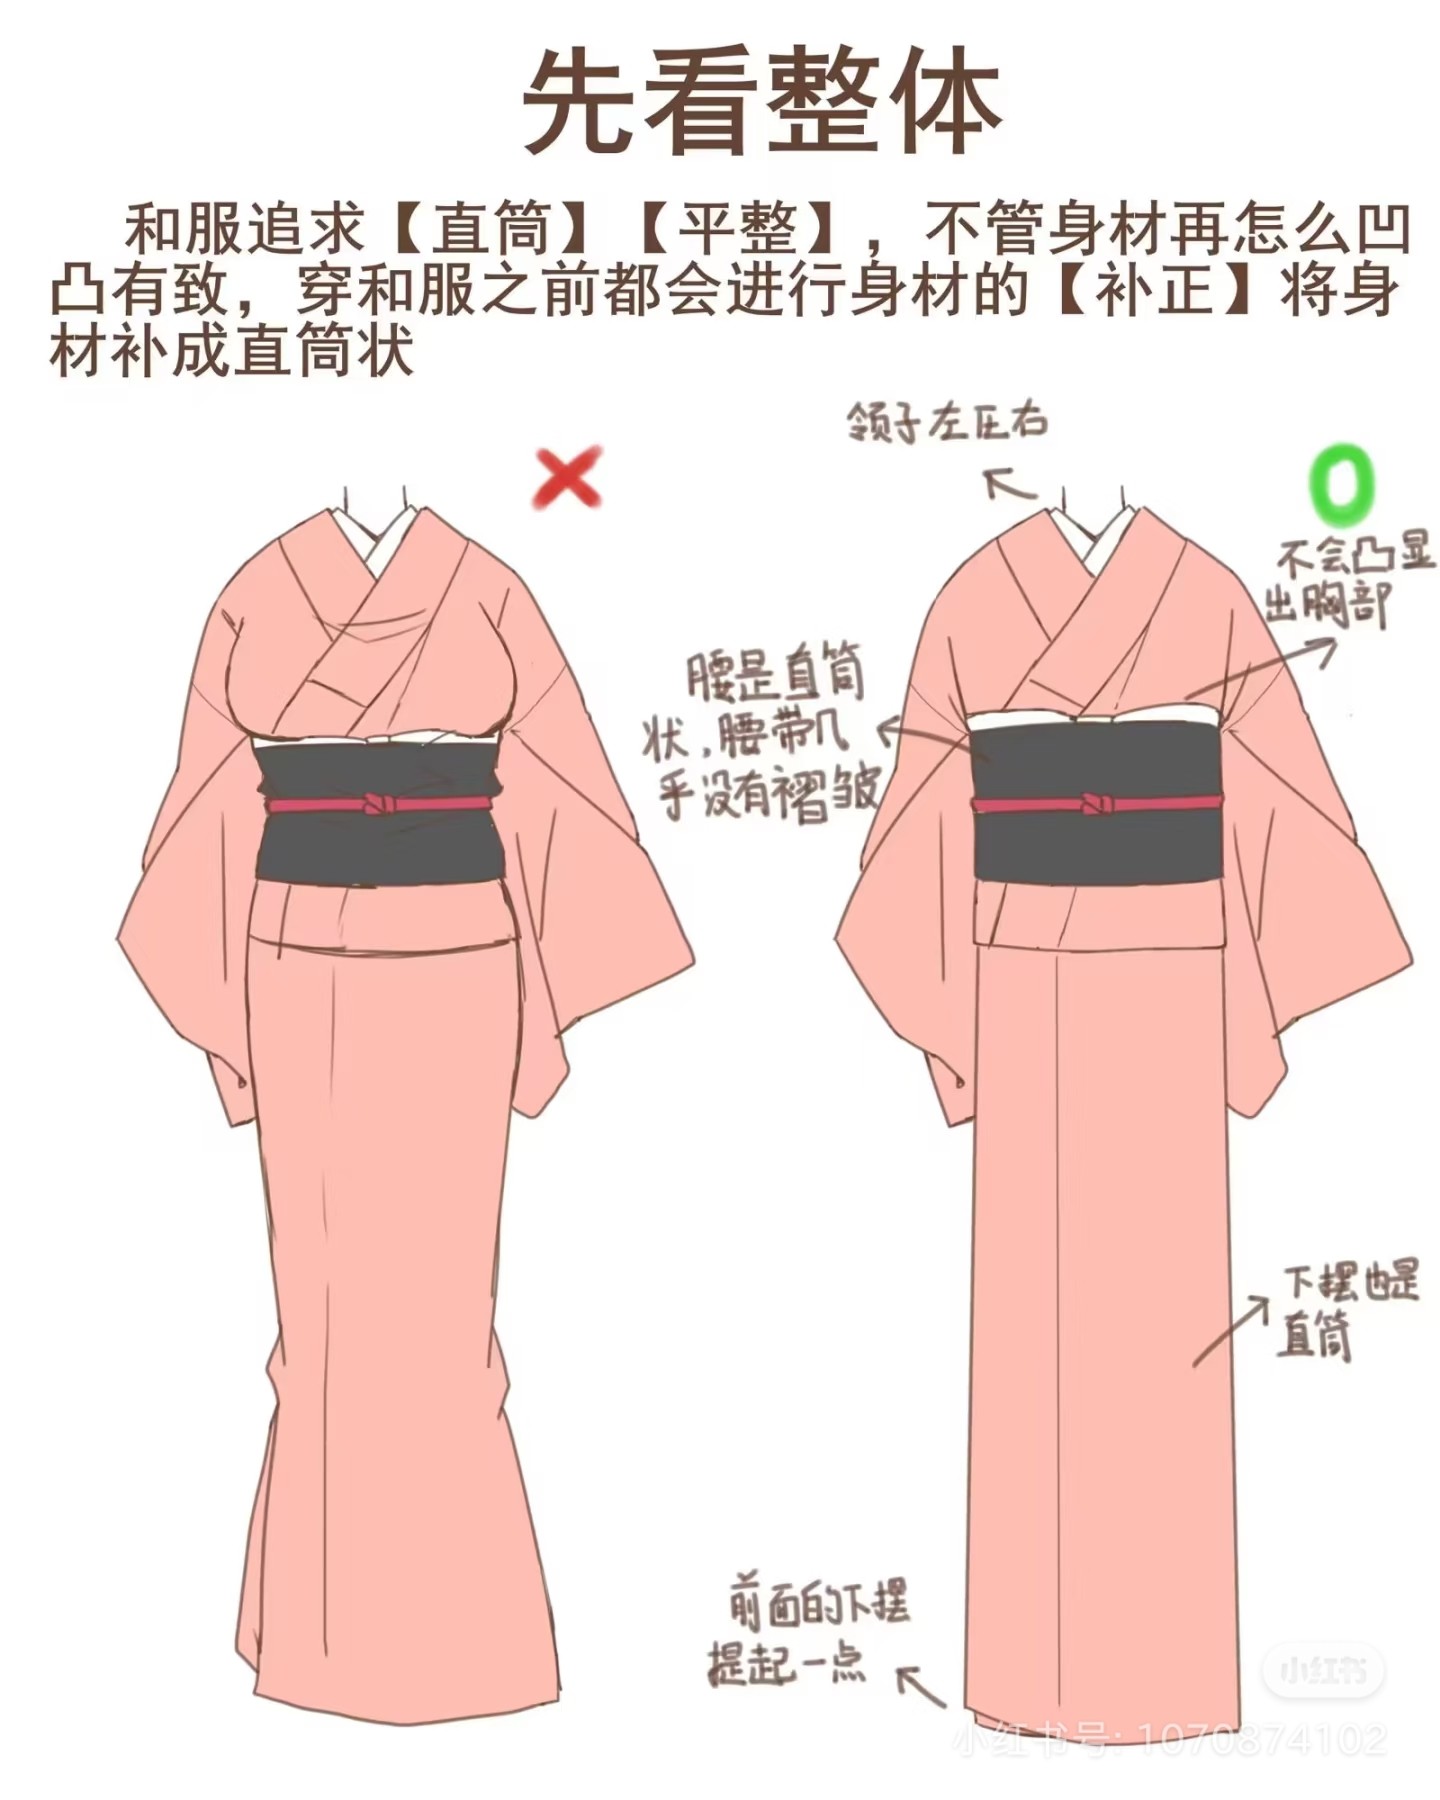 先看整体
和服追求【直筒】【平整】，不管身材再怎么凹
凸有致，穿和服之前都会进行身材的【补正】将身
材补成直筒状
领子左压右
不会凸显
出胸部
腰是直筒
状，腰带几
乎没有褶皱
下摆也是
直筒
前面的下摆
提起一点
小红书
小红书号: 1070874102